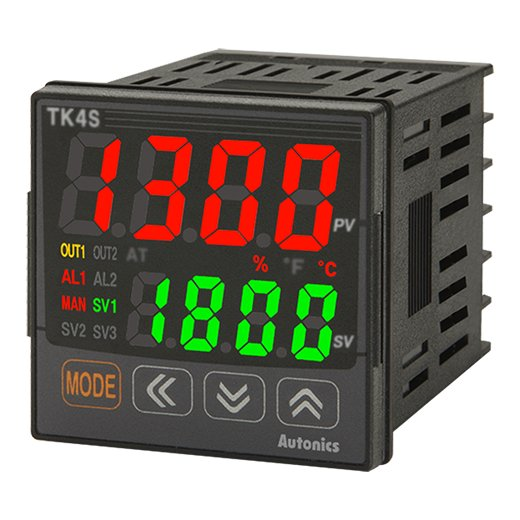 TK4S
1300 PV
OUT1 OUT2 AT % °F °C
AL1 AL2
MAN SV1 1800
SV2 SV3 SV
MODE
Autonics